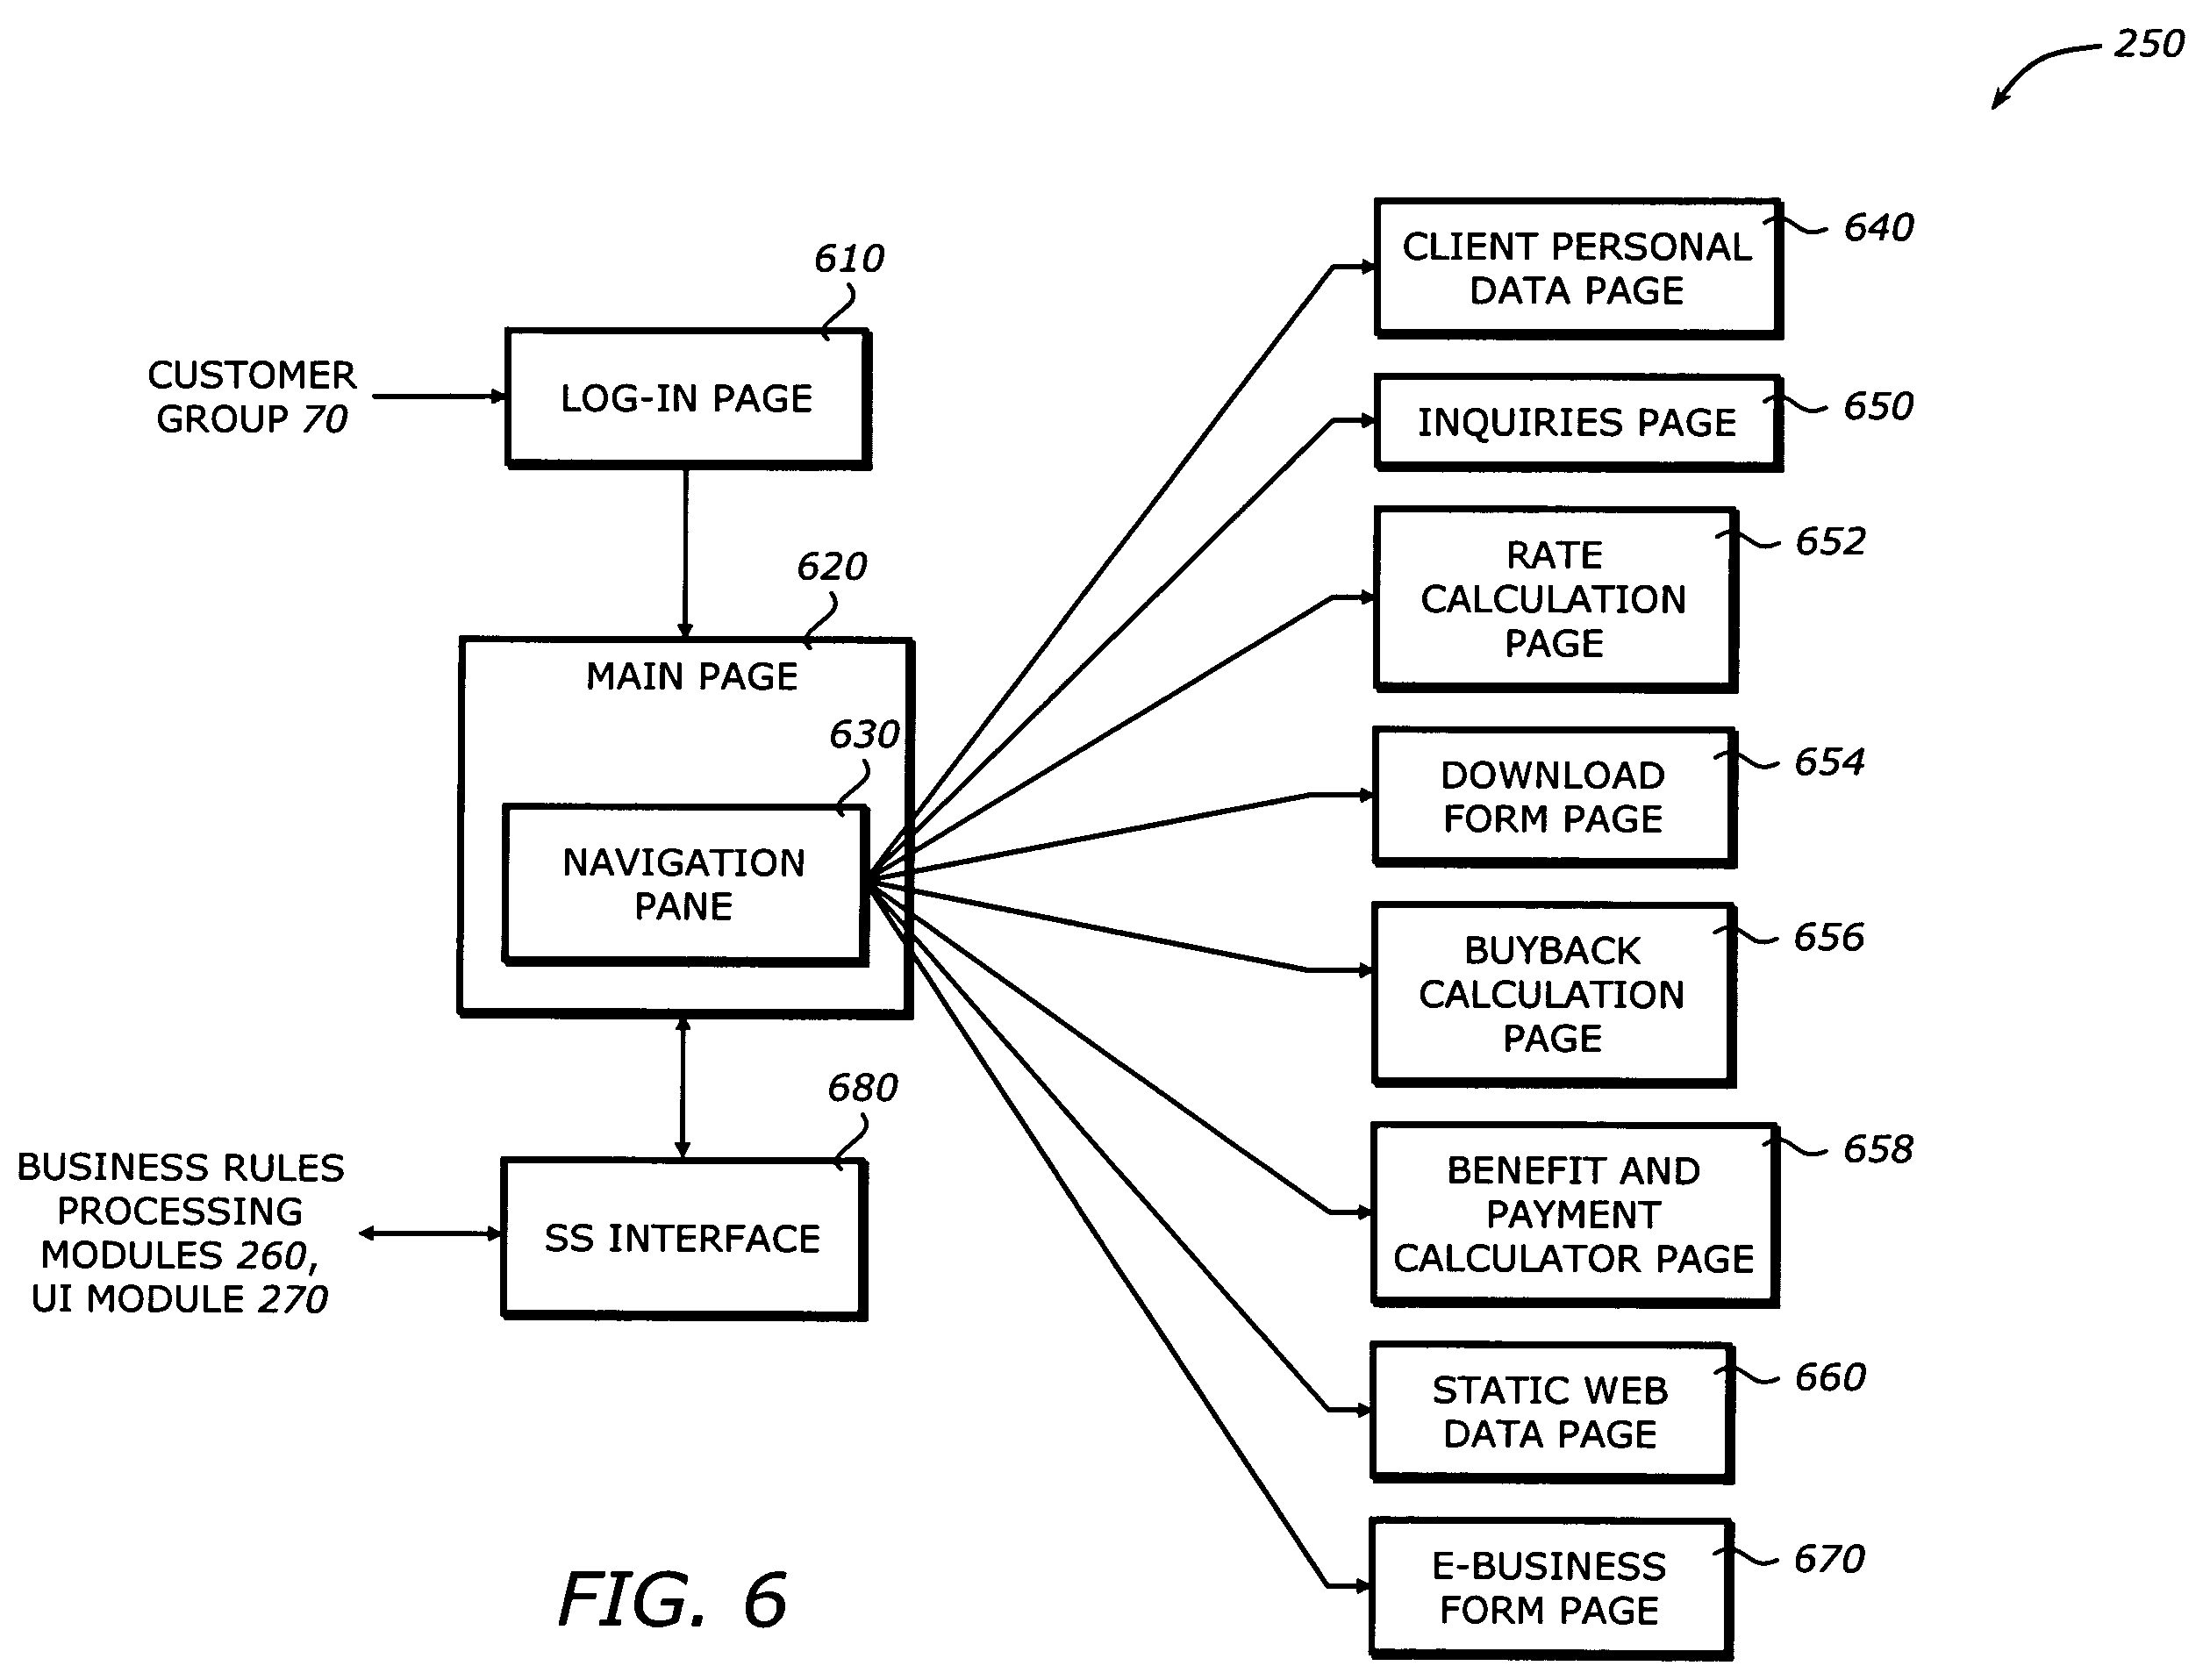 250
610
CUSTOMER
GROUP 70
LOG-IN PAGE
620
MAIN PAGE
630
NAVIGATION
PANE
680
BUSINESS RULES
PROCESSING
MODULES 260,
UI MODULE 270
SS INTERFACE
CLIENT PERSONAL
DATA PAGE
640
INQUIRIES PAGE
650
RATE
CALCULATION
PAGE
652
DOWNLOAD
FORM PAGE
654
BUYBACK
CALCULATION
PAGE
656
BENEFIT AND
PAYMENT
CALCULATOR PAGE
658
STATIC WEB
DATA PAGE
660
E-BUSINESS
FORM PAGE
670
FIG. 6